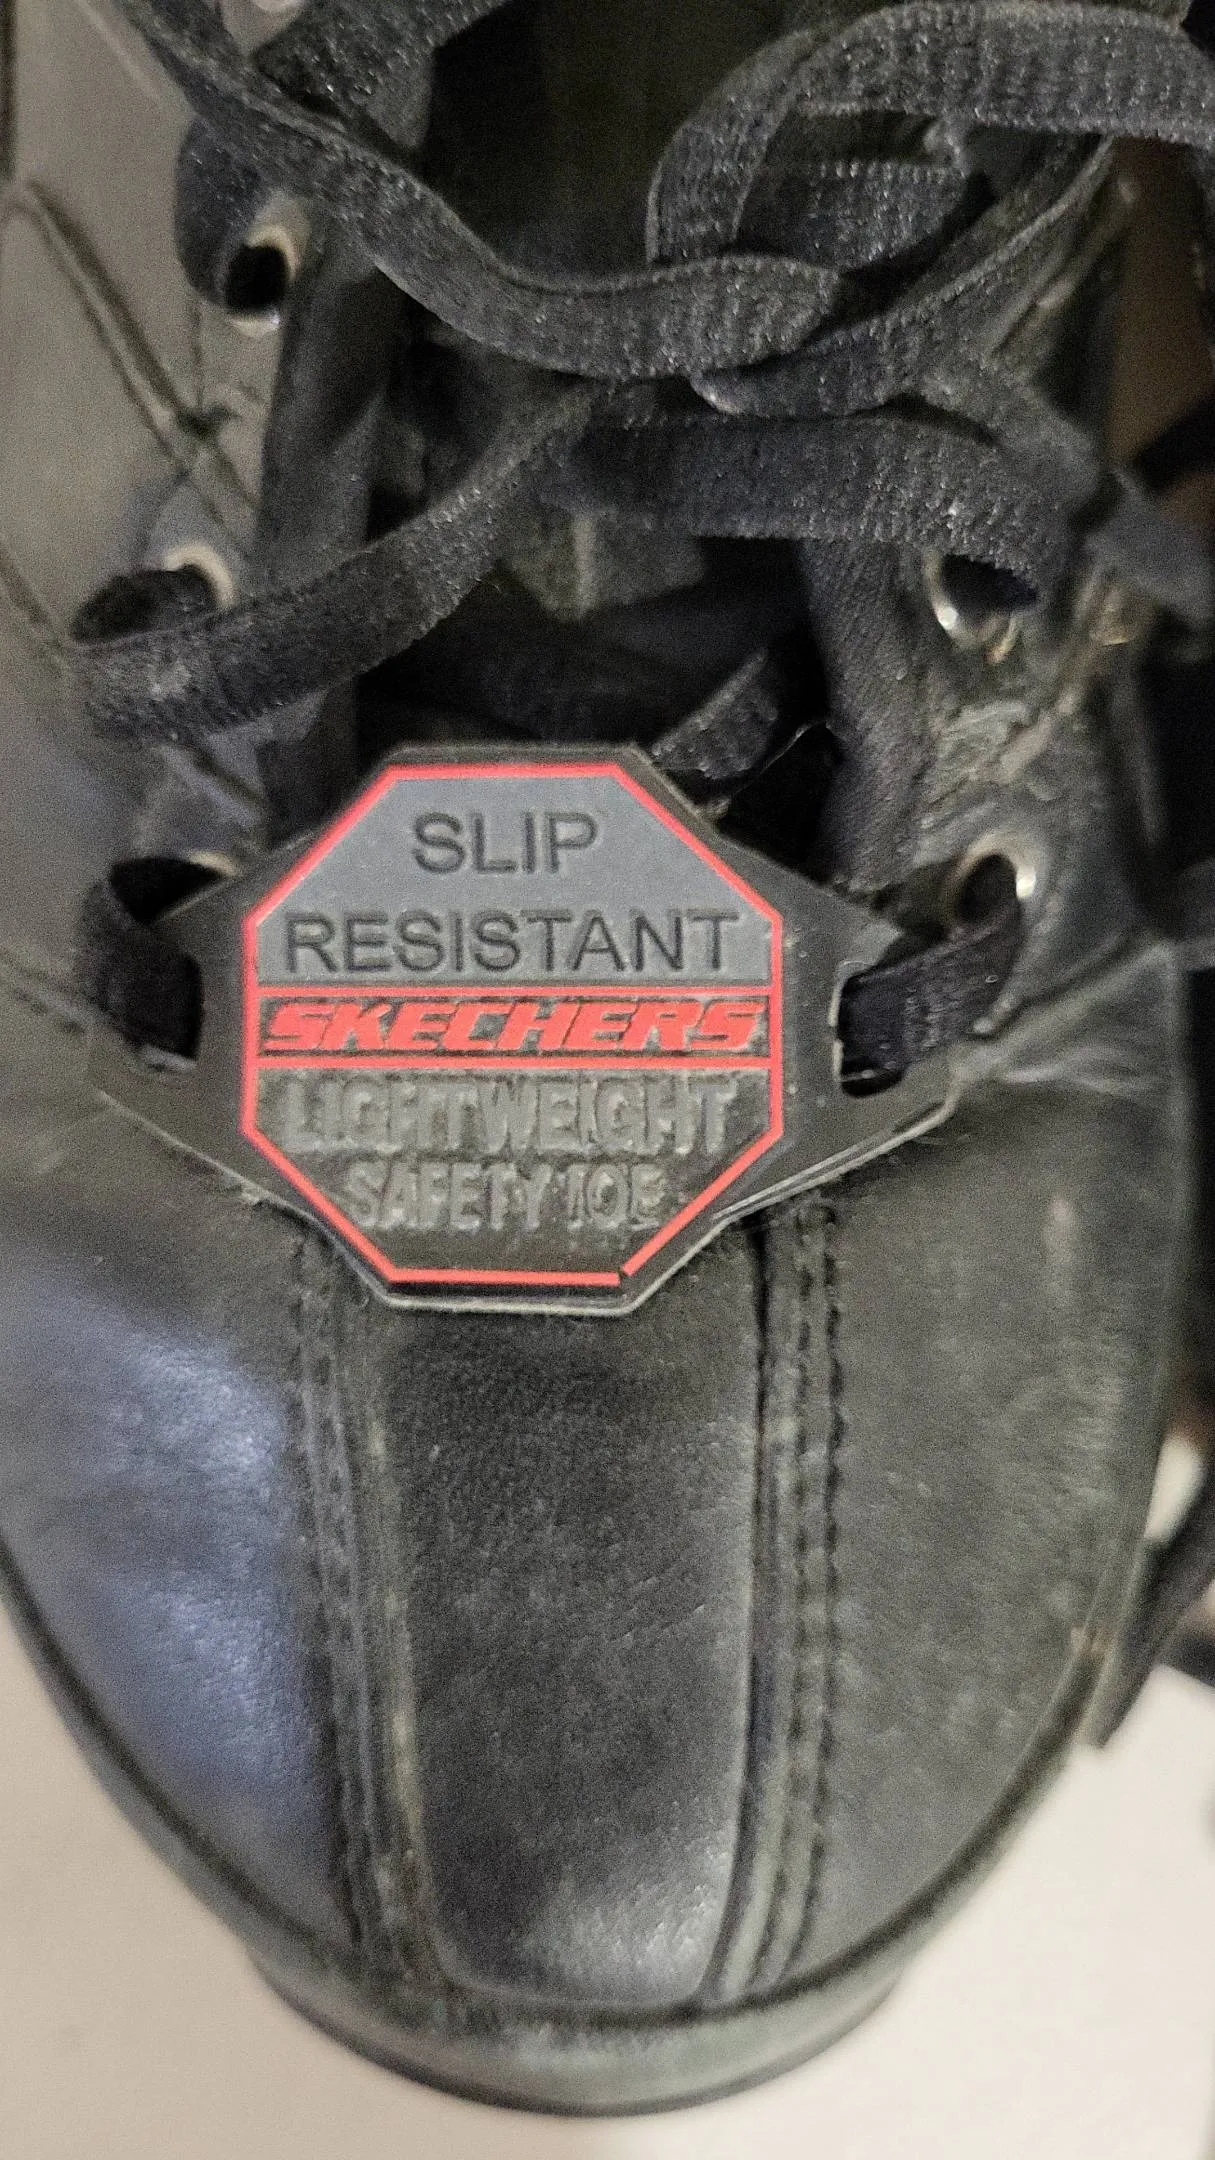 SLIP
RESISTANT
SKECHERS
LIGHTWEIGHT
SAFETY TOE